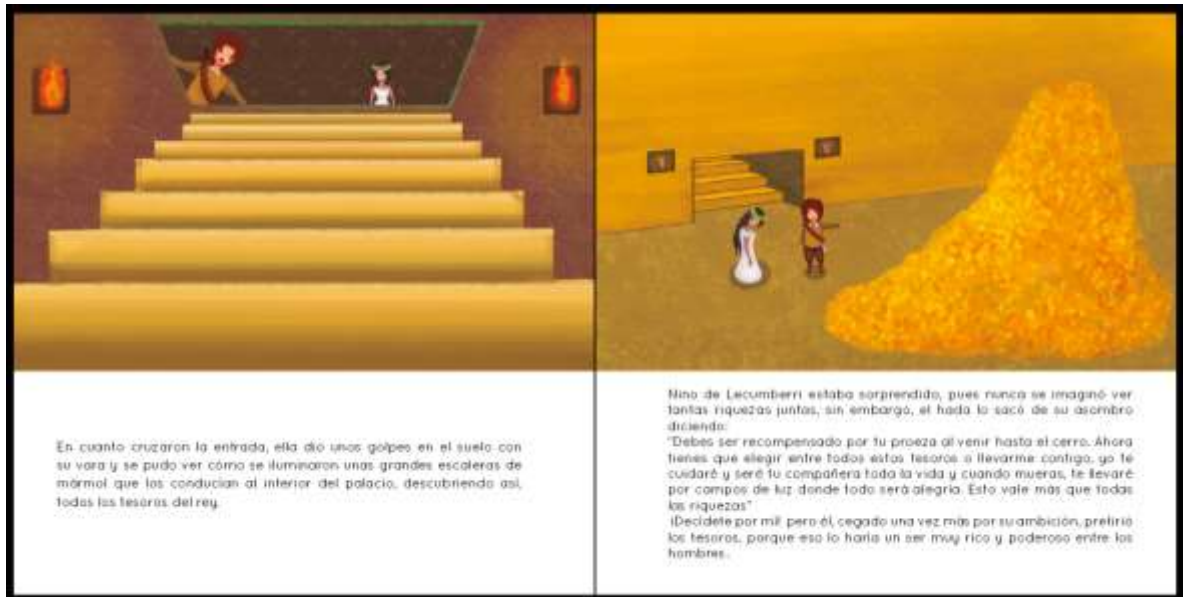 En cuanto cruzaron la entrada, ella dio unos golpes en el suelo con
su vara y se pudo ver cómo se iluminaron unas grandes escaleras de
mármol que los conducían al interior del palacio, descubriendo así,
todos los tesoros del rey.
Nino de Lecumberri estaba sorprendido, pues nunca se imaginó ver
tantas riquezas juntas, sin embargo, el hada lo sacó de su asombro
diciendo:
"Debes ser recompensado por tu proeza al venir hasta el cerro. Ahora
tienes que elegir entre todos estos tesoros o llevarme contigo, yo te
cuidaré y seré tu compañera toda la vida y cuando mueras, te llevaré
por campos de luz donde todo será alegría. Esto vale más que todas
las riquezas"
¡Decídete por mí! pero él, cegado una vez más por su ambición, prefirió
los tesoros, porque eso lo haría un ser muy rico y poderoso entre los
hombres.